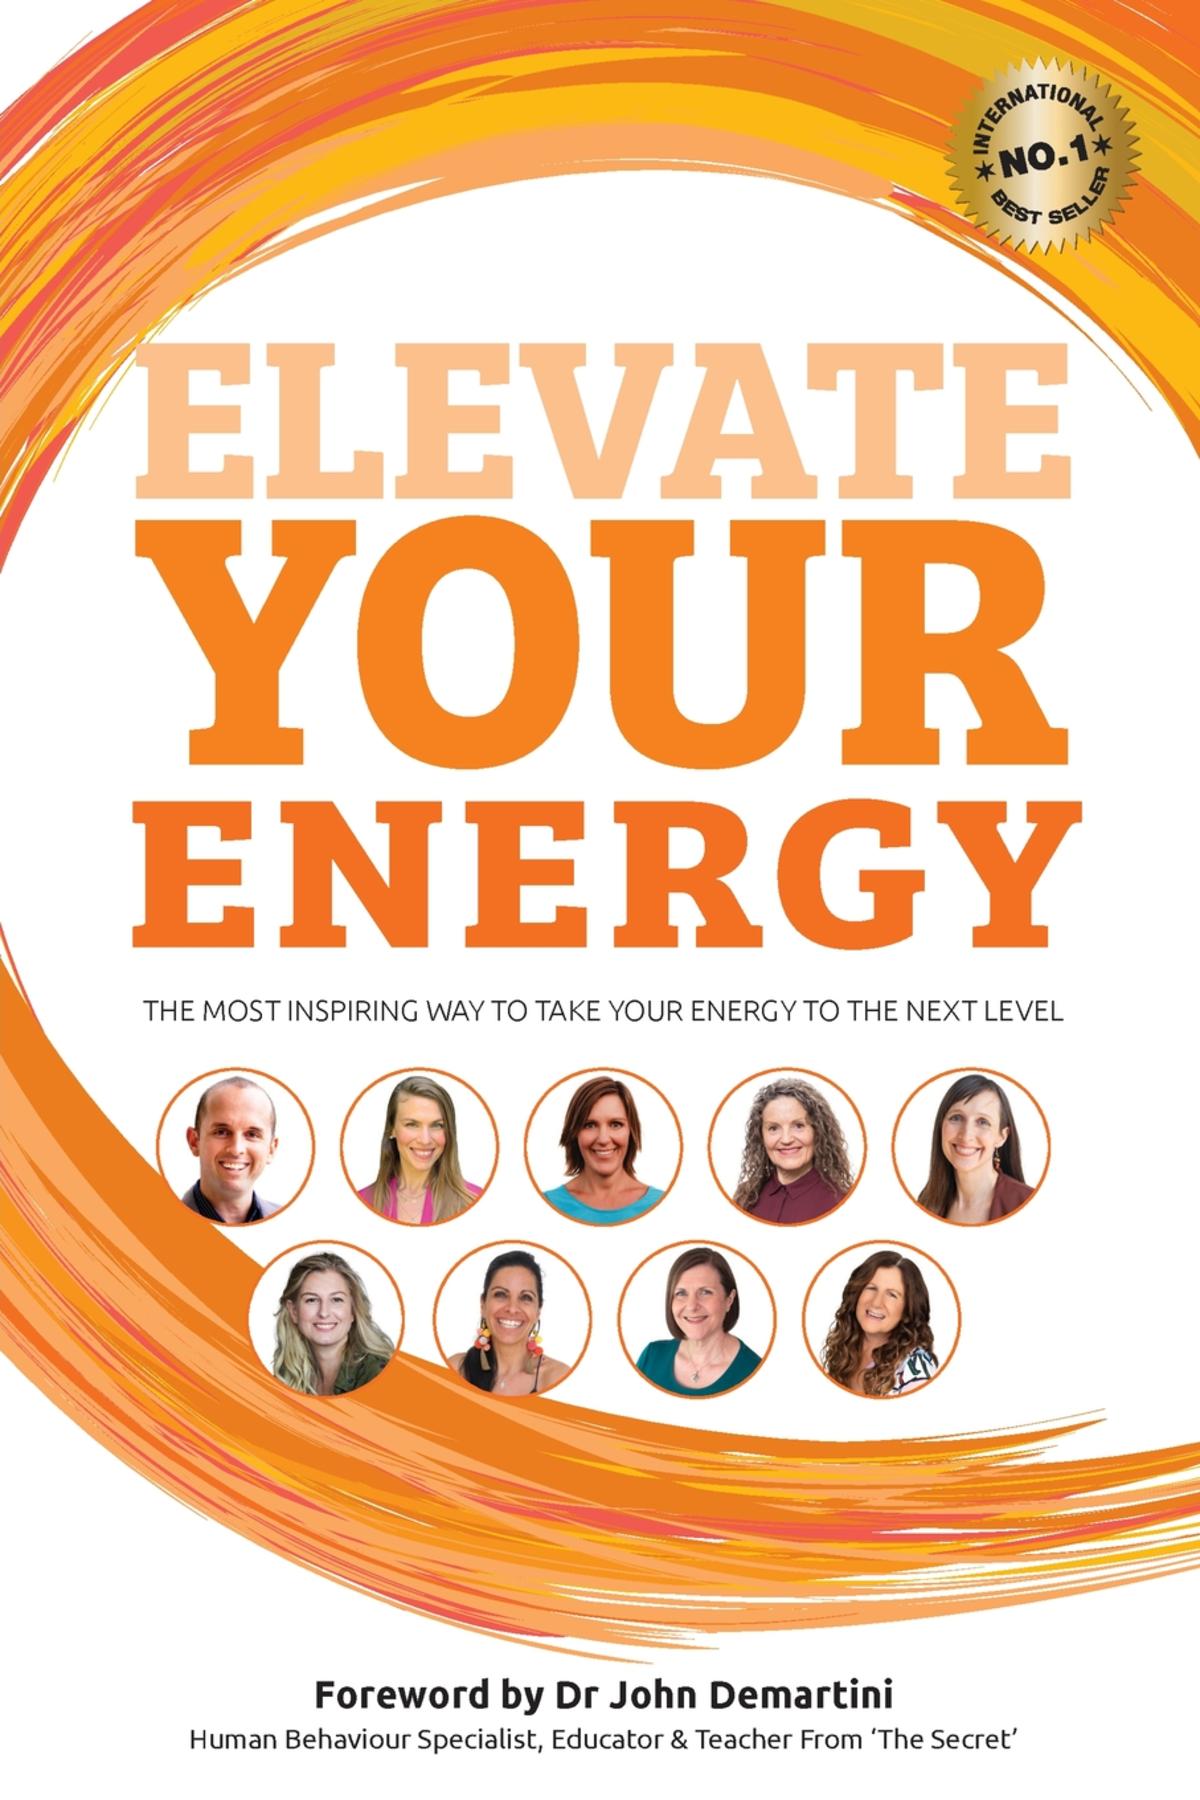 INTERNATIONAL
NO.1
BEST SELLER
ELEVATE
YOUR
ENERGY
THE MOST INSPIRING WAY TO TAKE YOUR ENERGY TO THE NEXT LEVEL
Foreword by Dr John Demartini
Human Behaviour Specialist, Educator & Teacher From ‘The Secret’